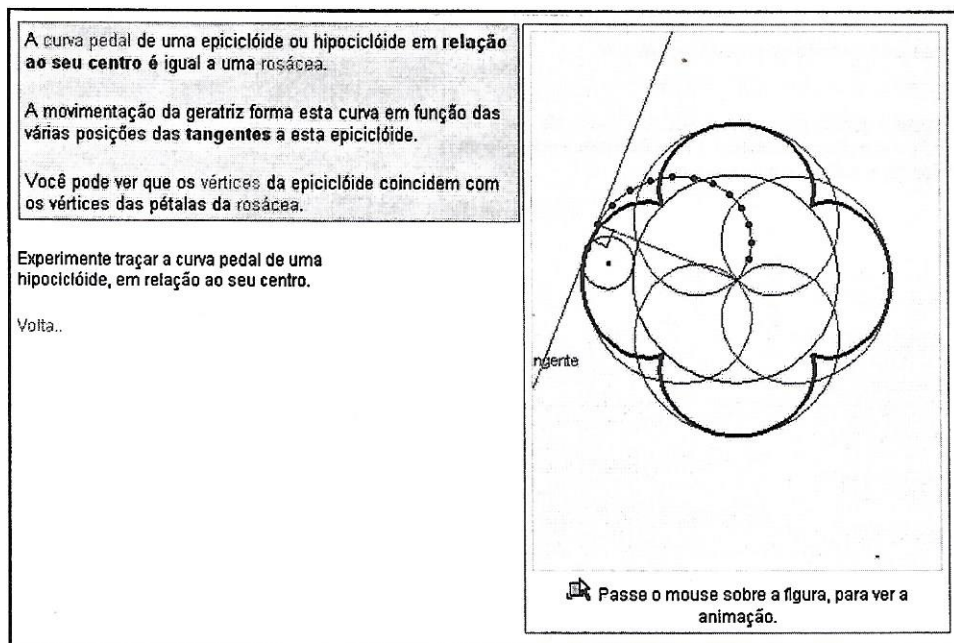 A curva pedal de uma epiciclóide ou hipociclóide em relação
ao seu centro é igual a uma rosácea.
A movimentação da geratriz forma esta curva em função das
várias posições das tangentes a esta epiciclóide.
Você pode ver que os vértices da epiciclóide coincidem com
os vértices das pétalas da rosácea.
Experimente traçar a curva pedal de uma
hipociclóide, em relação ao seu centro.
Volta..
ngente
Passe o mouse sobre a figura, para ver a
animação.